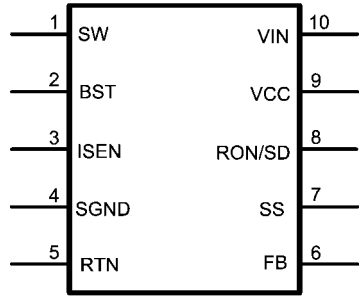 1 SW VIN 10
2 BST VCC 9
3 ISEN RON/SD 8
4 SGND SS 7
5 RTN FB 6